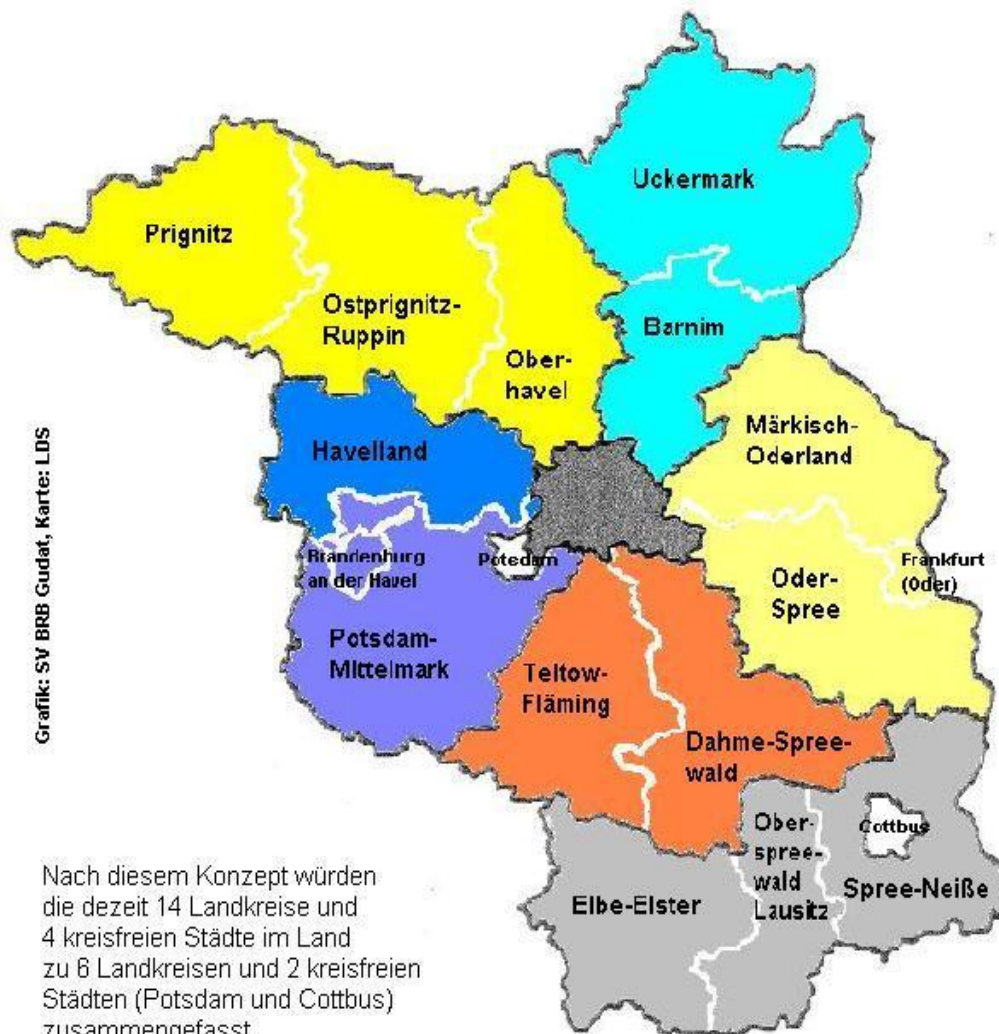 Uckermark
Prignitz
Ostprignitz-
Ruppin
Ober-
havel
Barnim
Havelland
Märkisch-
Oderland
Brandenburg
an der Havel
Potsdam
Frankfurt
(Oder)
Oder-
Spree
Potsdam-
Mittelmark
Teltow-
Fläming
Dahme-Spree-
wald
Ober-
spree-
wald
Lausitz
Cottbus
Elbe-Elster
Spree-Neiße
Grafik: SV BRB Gudat, Karte: LDS
Nach diesem Konzept würden
die dezeit 14 Landkreise und
4 kreisfreien Städte im Land
zu 6 Landkreisen und 2 kreisfreien
Städten (Potsdam und Cottbus)
zusammengefasst